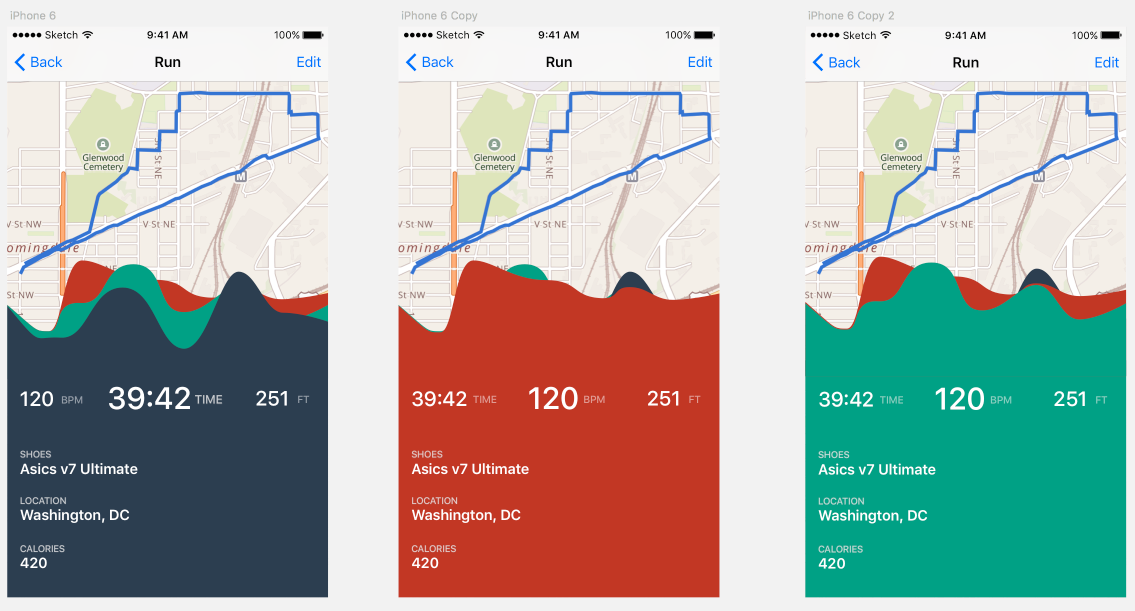 iPhone 6
Sketch 9:41 AM 100%
Back Run Edit
Glenwood
Cemetery
St NE
M
V St NW
V St NE
oomingdale
NE
St NW
120 BPM 39:42 TIME 251 FT
SHOES
Asics v7 Ultimate
LOCATION
Washington, DC
CALORIES
420
iPhone 6 Copy
Sketch 9:41 AM 100%
Back Run Edit
Glenwood
Cemetery
St NE
M
V St NW
V St NE
oomingdale
St NW
39:42 TIME 120 BPM 251 FT
SHOES
Asics v7 Ultimate
LOCATION
Washington, DC
CALORIES
420
iPhone 6 Copy 2
Sketch 9:41 AM 100%
Back Run Edit
Glenwood
Cemetery
St NE
M
V St NW
V St NE
oomingdale
St NW
39:42 TIME 120 BPM 251 FT
SHOES
Asics v7 Ultimate
LOCATION
Washington, DC
CALORIES
420